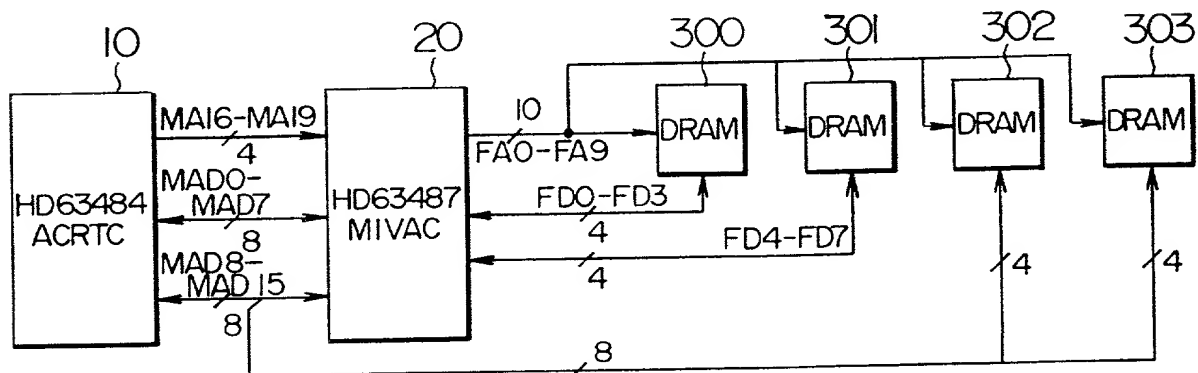 10
20
300
301
302
303
MA16-MA19
4
10
FA0-FA9
DRAM
DRAM
DRAM
DRAM
HD63484
ACRTC
MAD0-
MAD7
8
HD63487
MIVAC
FD0-FD3
4
FD4-FD7
4
MAD8-
MAD15
8
4
4
8